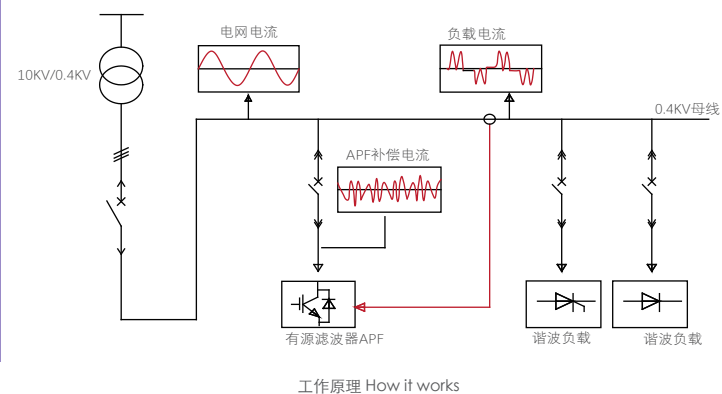 电网电流
负载电流
10KV/0.4KV
0.4KV母线
APF补偿电流
有源滤波器APF
谐波负载
谐波负载
工作原理 How it works